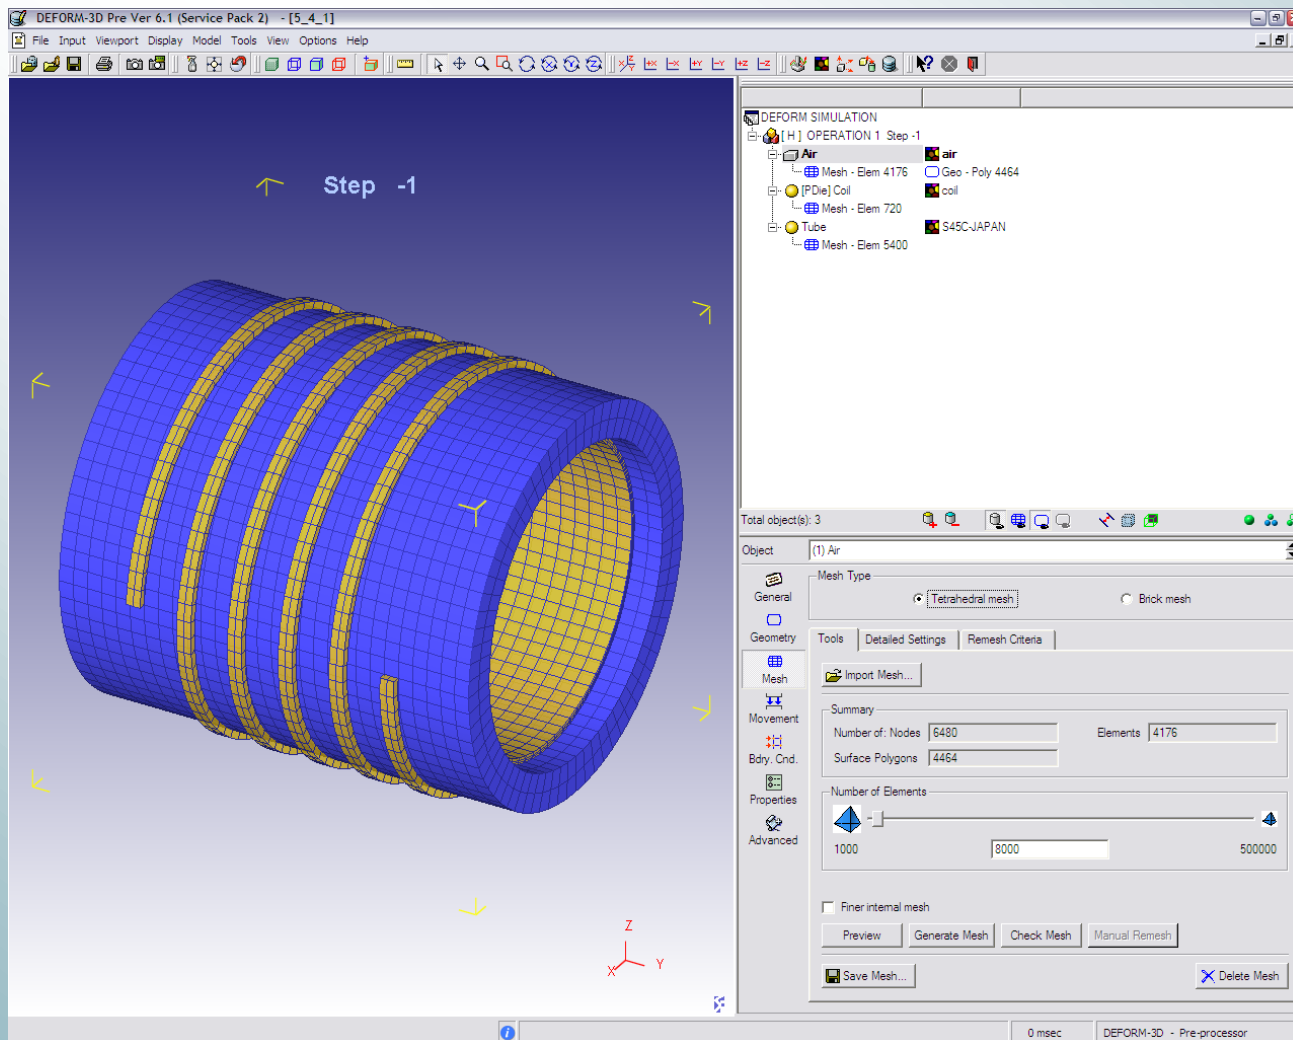 DEFORM-3D Pre Ver 6.1 (Service Pack 2) - [5_4_1]
File Input Viewport Display Model Tools View Options Help
Step -1
DEFORM SIMULATION
[ H ] OPERATION 1 Step -1
Air air
Mesh - Elem 4176 Geo - Poly 4464
[PDie] Coil coil
Mesh - Elem 720
Tube S45C-JAPAN
Mesh - Elem 5400
Total object(s): 3
Object (1) Air
Mesh Type
General
Tetrahedral mesh Brick mesh
Geometry
Tools Detailed Settings Remesh Criteria
Mesh
Import Mesh...
Movement
Summary
Number of: Nodes 6480 Elements 4176
Bdry. Cnd.
Surface Polygons 4464
Properties
Number of Elements
Advanced
1000 8000 500000
Finer internal mesh
Preview Generate Mesh Check Mesh Manual Remesh
Save Mesh... Delete Mesh
Z
Y
X
0 msec DEFORM-3D - Pre-processor